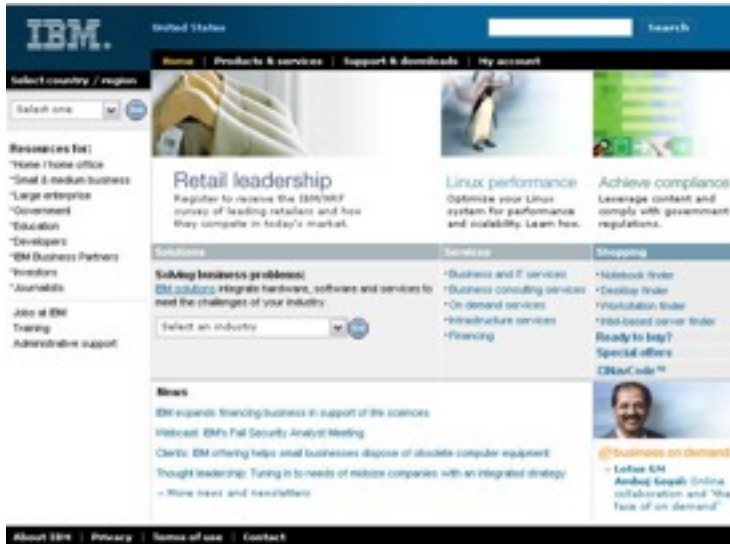 IBM.
United States
Search
Home | Products & services | Support & downloads | My account
Select country / region
Select one
Resources for:
Home / home office
Small & medium business
Large enterprise
Government
Education
Developers
IBM Business Partners
Investors
Journalists
Jobs at IBM
Training
Administrative support
Retail leadership
Register to receive the IBM/NRF
survey of leading retailers and how
they compete in today's market.
Linux performance
Optimize your Linux
system for performance
and scalability. Learn how.
Achieve compliance
Leverage content and
comply with government
regulations.
Solutions
Solving business problems:
IBM solutions integrate hardware, software and services to
meet the challenges of your industry.
Select an industry
Services
Business and IT services
Business consulting services
On demand services
Infrastructure services
Financing
Shopping
Notebook finder
Desktop finder
Workstation finder
Intel-based server finder
Ready to buy?
Special offers
News
IBM expands financing business in support of life sciences
Webcast: IBM's Fall Security Analyst Meeting
Clients: IBM offering helps small businesses dispose of obsolete computer equipment
Thought leadership: Tuning in to needs of midsize companies with an integrated strategy
More news and newsletters
@business on demand
Lotus GM
Ambuj Goyal: Online
collaboration and "the
face of on demand"
About IBM | Privacy | Terms of use | Contact